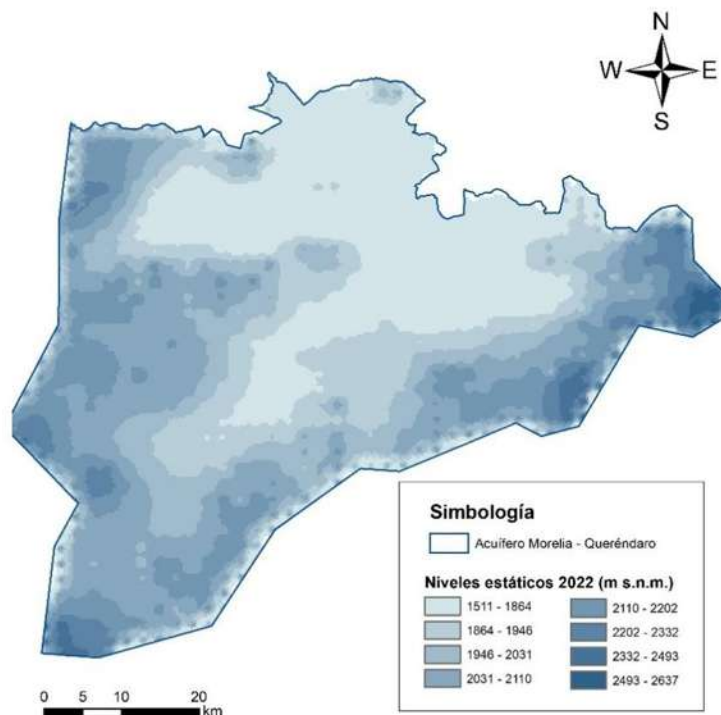 N
W E
S
Simbología
Acuífero Morelia - Queréndaro
Niveles estáticos 2022 (m s.n.m.)
1511 - 1864
1864 - 1946
1946 - 2031
2031 - 2110
2110 - 2202
2202 - 2332
2332 - 2493
2493 - 2637
0 5 10 20
km